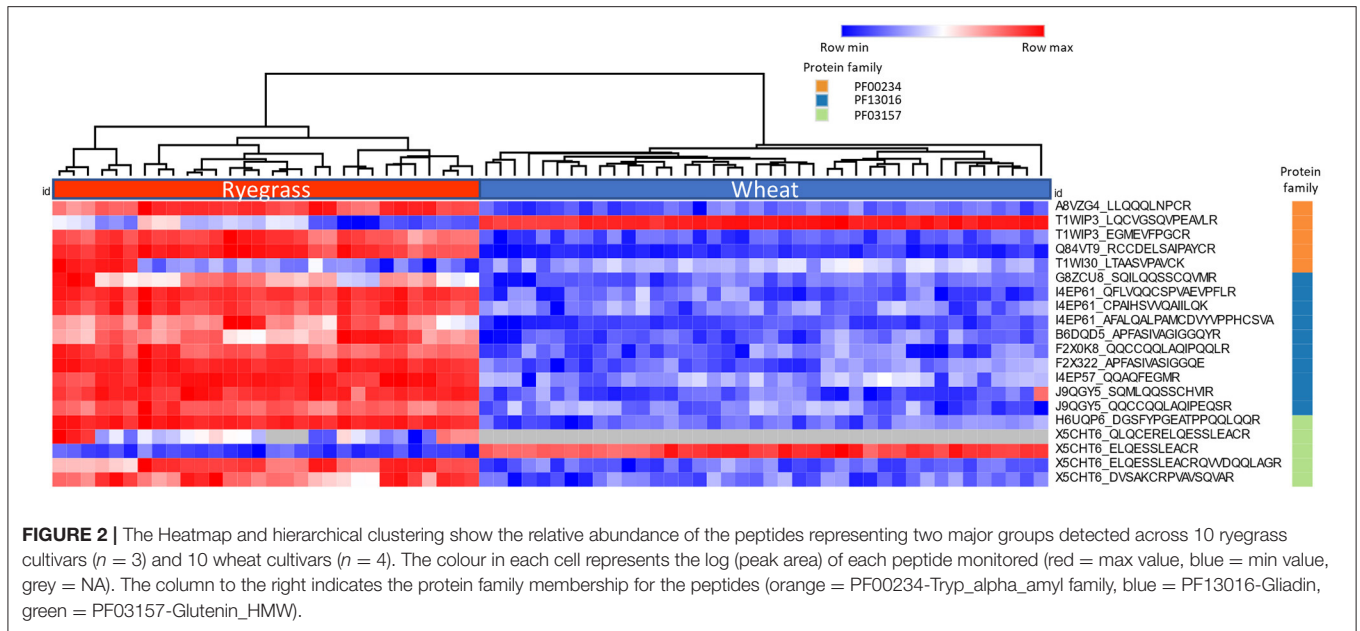 Row min
Row max
Protein family
PF00234
PF13016
PF03157
id
Ryegrass
Wheat
id
Protein family
A8VZG4_LLQQQLNPCR
T1WIP3_LQCVGSQVPEAVLR
T1WIP3_EGMEVFPGCR
Q84VT9_RCCDELSAIPAYCR
T1WI30_LTAASVPAVCK
G8ZCU8_SQILQQSSCQVMR
I4EP61_QFLVQQCSPVAEVPFLR
I4EP61_CPAIHSVVQAIILQK
I4EP61_AFALQALPAMCDVYVPPHCSVA
B6DQD5_APFASIVAGIGGQYR
F2X0K8_QQCCQQLAQIPQQLR
F2X322_APFASIVASIGGQE
I4EP57_QQAQFEGMR
J9QGY5_SQMLQQSSCHVIR
J9QGY5_QQCCQQLAQIPEQSR
H6UQP6_DGSFYPGEATPPQQLQQR
X5CHT6_QLQCERELQESSLEACR
X5CHT6_ELQESSLEACR
X5CHT6_ELQESSLEACRQVVDQQLAGR
X5CHT6_DVSAKCRPVAVSQVAR
FIGURE 2 | The Heatmap and hierarchical clustering show the relative abundance of the peptides representing two major groups detected across 10 ryegrass
cultivars (n = 3) and 10 wheat cultivars (n = 4). The colour in each cell represents the log (peak area) of each peptide monitored (red = max value, blue = min value,
grey = NA). The column to the right indicates the protein family membership for the peptides (orange = PF00234-Tryp_alpha_amyl family, blue = PF13016-Gliadin,
green = PF03157-Glutenin_HMW).